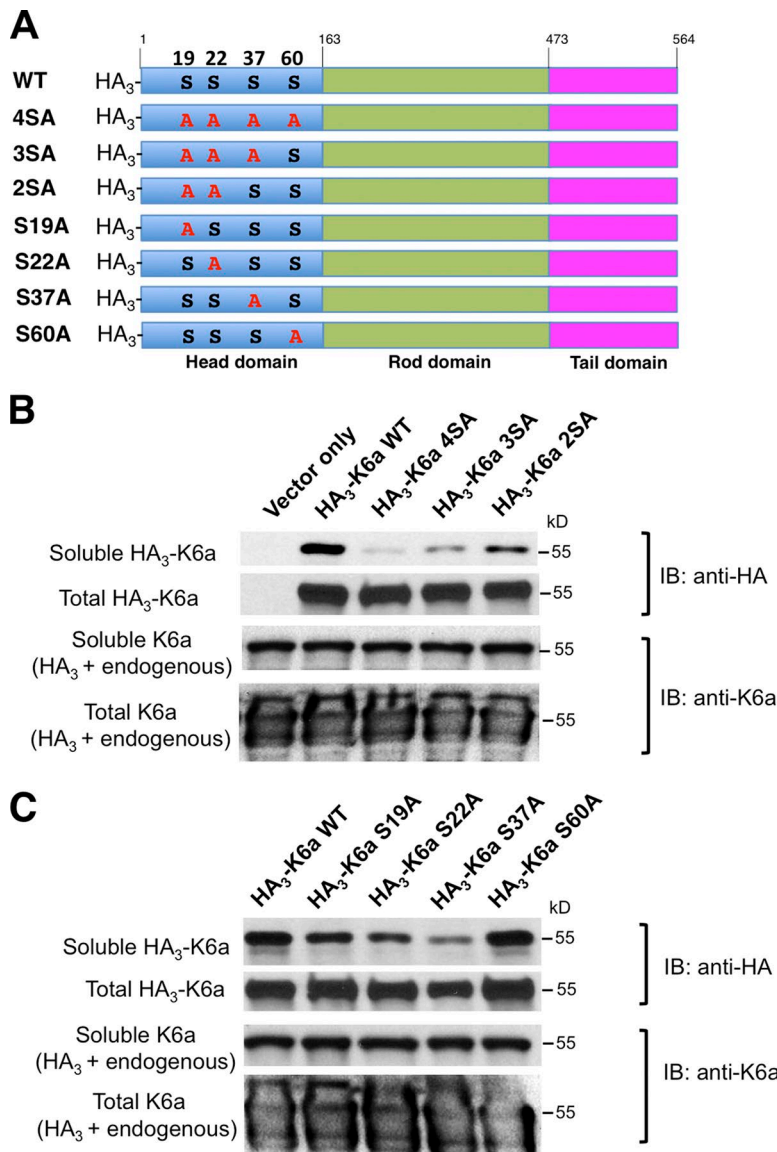 A
1 163 473 564
19 22 37 60
WT HA3- S S S S
4SA HA3- A A A A
3SA HA3- A A A S
2SA HA3- A A S S
S19A HA3- A S S S
S22A HA3- S A S S
S37A HA3- S S A S
S60A HA3- S S S A
Head domain Rod domain Tail domain
B
Vector only
HA3-K6a WT
HA3-K6a 4SA
HA3-K6a 3SA
HA3-K6a 2SA
kD
Soluble HA3-K6a -55
IB: anti-HA
Total HA3-K6a -55
Soluble K6a
(HA3 + endogenous) -55
IB: anti-K6a
Total K6a
(HA3 + endogenous) -55
C
HA3-K6a WT
HA3-K6a S19A
HA3-K6a S22A
HA3-K6a S37A
HA3-K6a S60A
kD
Soluble HA3-K6a -55
IB: anti-HA
Total HA3-K6a -55
Soluble K6a
(HA3 + endogenous) -55
IB: anti-K6a
Total K6a
(HA3 + endogenous) -55